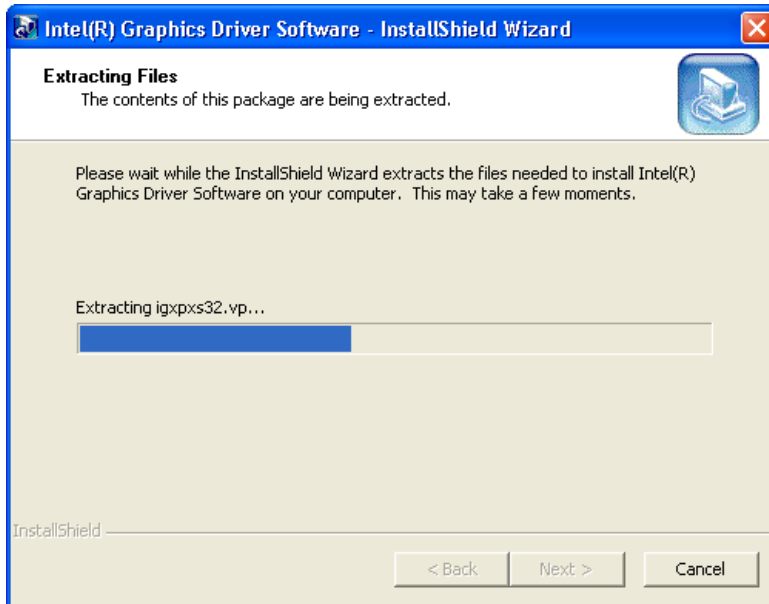 Intel(R) Graphics Driver Software - InstallShield Wizard
Extracting Files
The contents of this package are being extracted.
Please wait while the InstallShield Wizard extracts the files needed to install Intel(R)
Graphics Driver Software on your computer.  This may take a few moments.
Extracting igxpxs32.vp...
InstallShield
< Back
Next >
Cancel